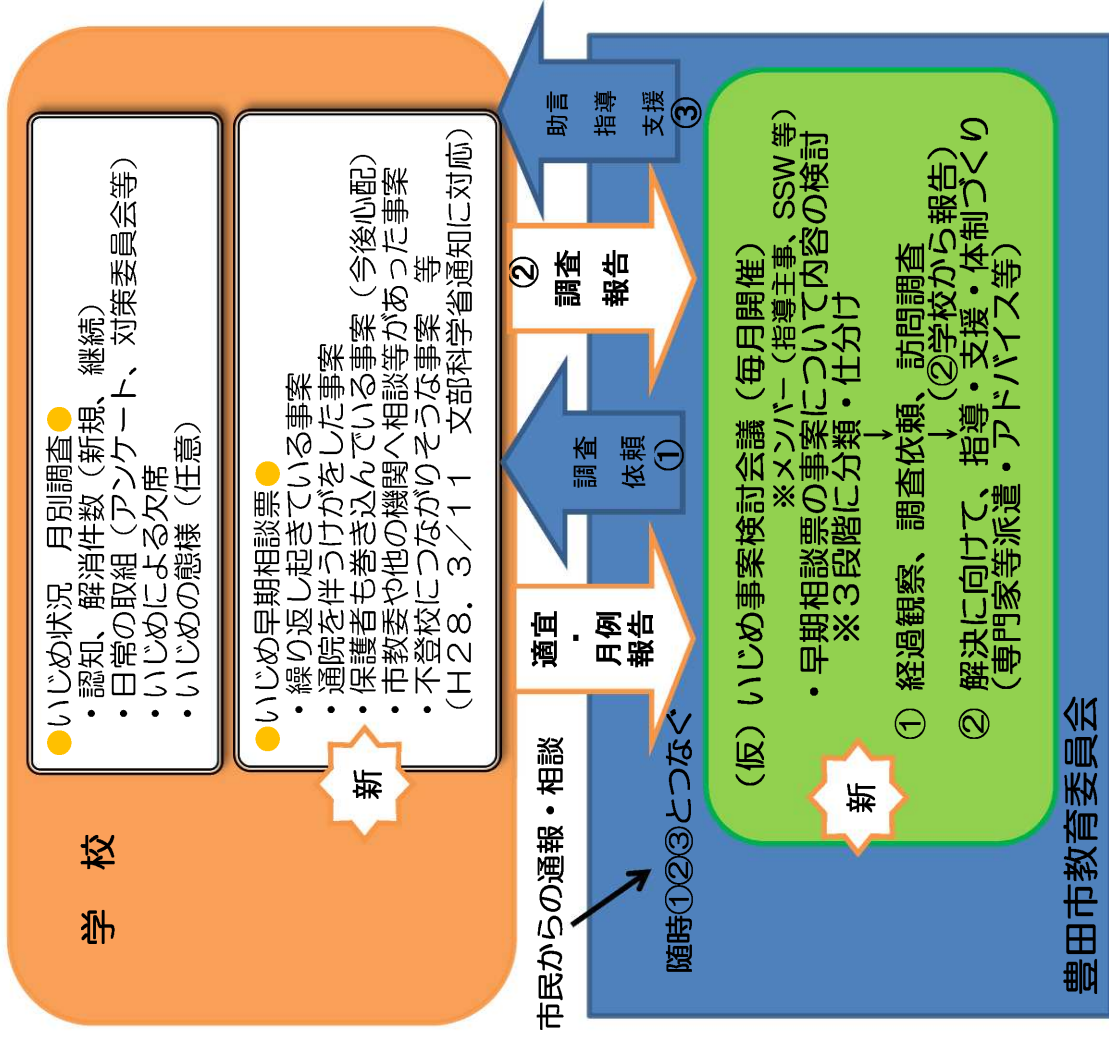 学　校
●いじめ状況　月別調査●
・認知、解消件数（新規、継続）
・日常の取組（アンケート、対策委員会等）
・いじめによる欠席
・いじめの態様（任意）
新
●いじめ早期相談票●
・繰り返し起きている事案
・通院を伴うけがをした事案
・保護者も巻き込んでいる事案（今後心配）
・市教委や他の機関へ相談等があった事案
・不登校につながりそうな事案　等
（H２８．３／１１　文部科学省通知に対応）
市民からの通報・相談
随時①②③とつなぐ
適宜
・
月例
報告
調査
依頼
①
②
調査
報告
助言
指導
支援
③
新
（仮）いじめ事案検討会議（毎月開催）
※メンバー（指導主事、SSW等）
・早期相談票の事案について内容の検討
※３段階に分類・仕分け
↓
① 経過観察、調査依頼、訪問調査
↓（②学校から報告）
② 解決に向けて、指導・支援・体制づくり
（専門家等派遣・アドバイス等）
豊田市教育委員会